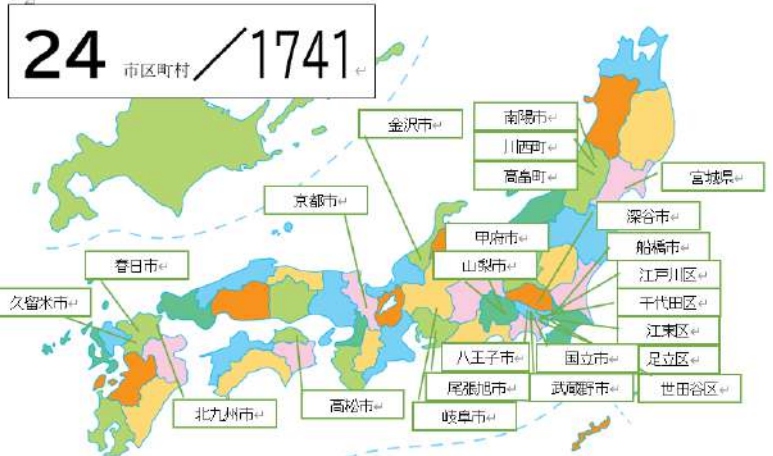 24 市区町村／1741
金沢市
南陽市
川西町
高畠町
宮城県
京都市
深谷市
甲府市
船橋市
山梨市
春日市
江戸川区
久留米市
千代田区
江東区
八王子市
国立市
足立区
尾張旭市
武蔵野市
世田谷区
北九州市
高松市
岐阜市